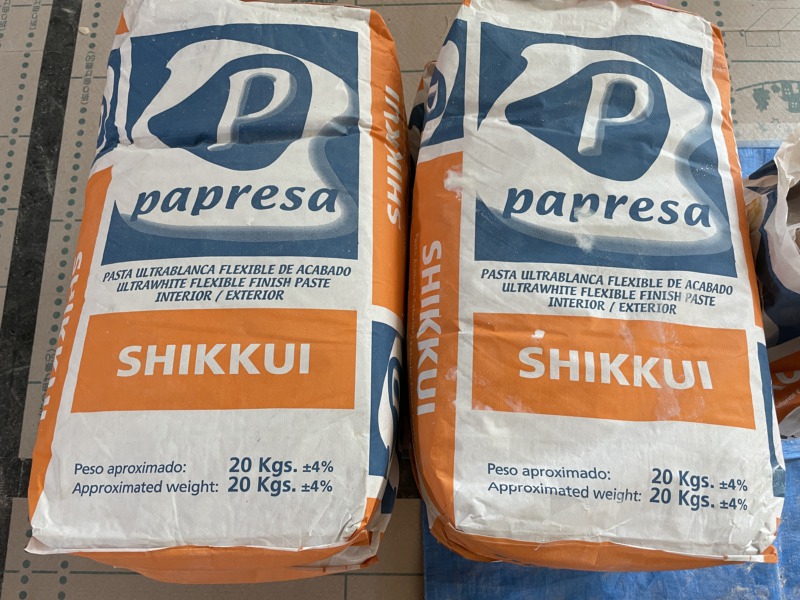 P
papresa
PASTA ULTRABLANCA FLEXIBLE DE ACABADO
ULTRAWHITE FLEXIBLE FINISH PASTE
INTERIOR / EXTERIOR
SHIKKUI
Peso aproximado: 20 Kgs. ±4%
Approximated weight: 20 Kgs. ±4%
SHIKKUI
SHIKKUI
P
papresa
PASTA ULTRABLANCA FLEXIBLE DE ACABADO
ULTRAWHITE FLEXIBLE FINISH PASTE
INTERIOR / EXTERIOR
SHIKKUI
Peso aproximado: 20 Kgs. ±4%
Approximated weight: 20 Kgs. ±4%
SHIKKUI